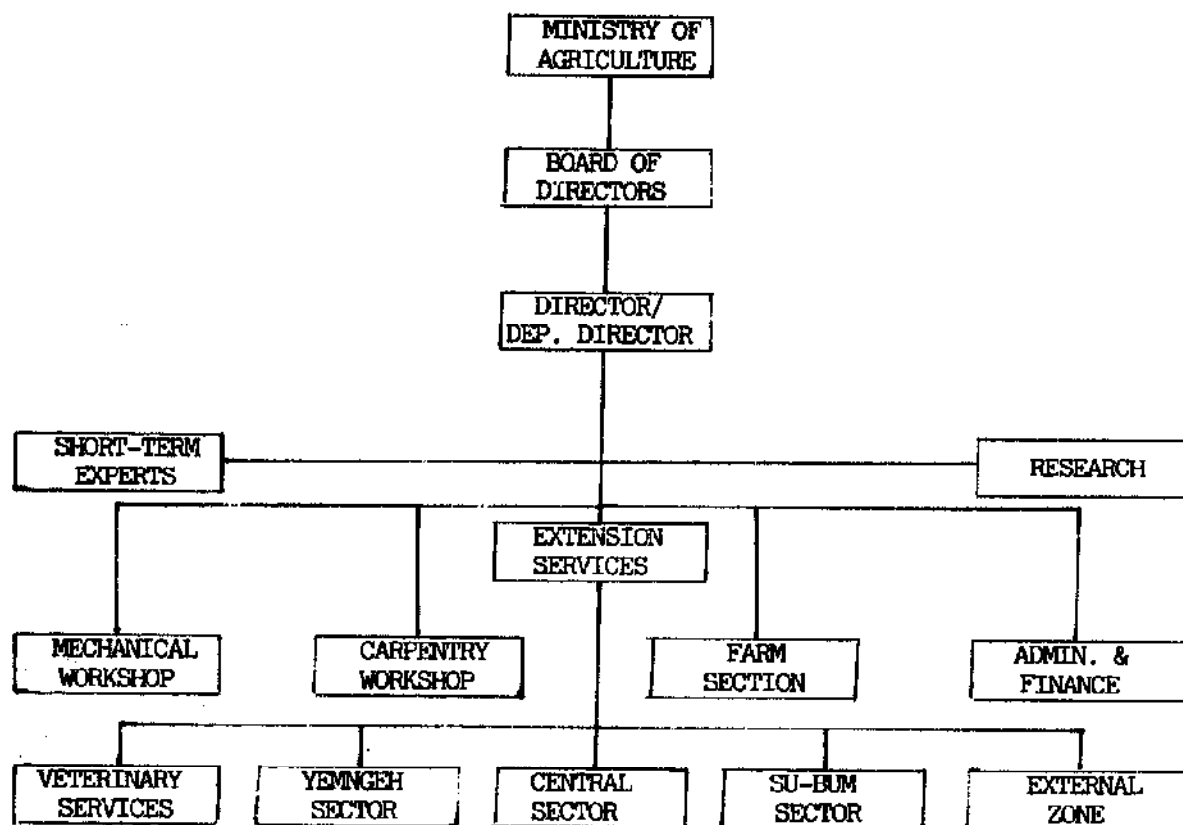 MINISTRY OF
AGRICULTURE
BOARD OF
DIRECTORS
DIRECTOR/
DEP. DIRECTOR
SHORT-TERM
EXPERTS
RESEARCH
EXTENSION
SERVICES
MECHANICAL
WORKSHOP
CARPENTRY
WORKSHOP
FARM
SECTION
ADMIN. &
FINANCE
VETERINARY
SERVICES
YEMNGEH
SECTOR
CENTRAL
SECTOR
SU-BUM
SECTOR
EXTERNAL
ZONE